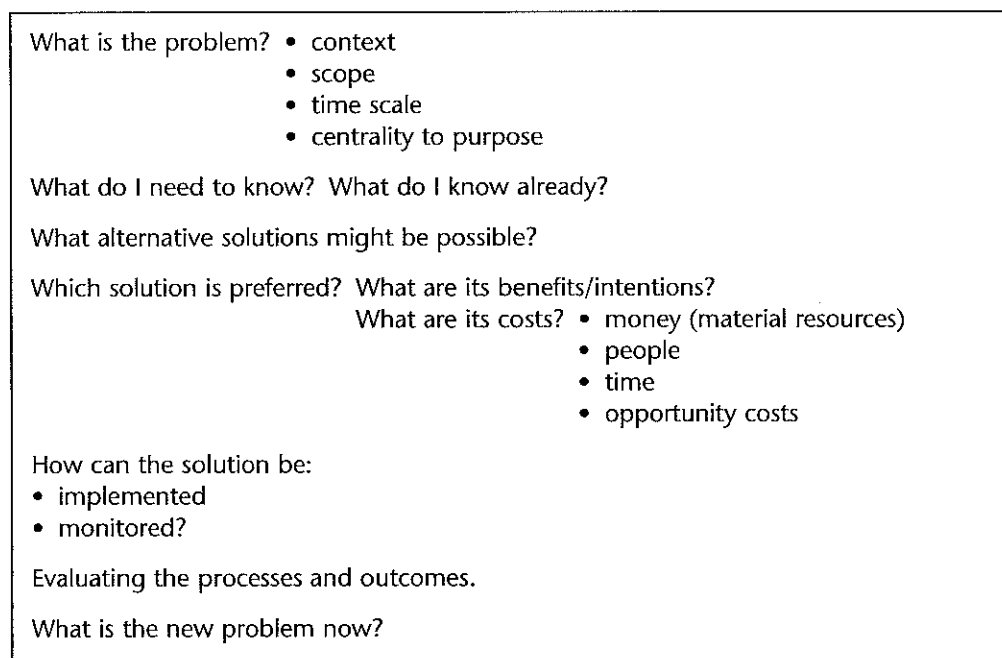 What is the problem? • context
• scope
• time scale
• centrality to purpose
What do I need to know? What do I know already?
What alternative solutions might be possible?
Which solution is preferred? What are its benefits/intentions?
What are its costs? • money (material resources)
• people
• time
• opportunity costs
How can the solution be:
• implemented
• monitored?
Evaluating the processes and outcomes.
What is the new problem now?